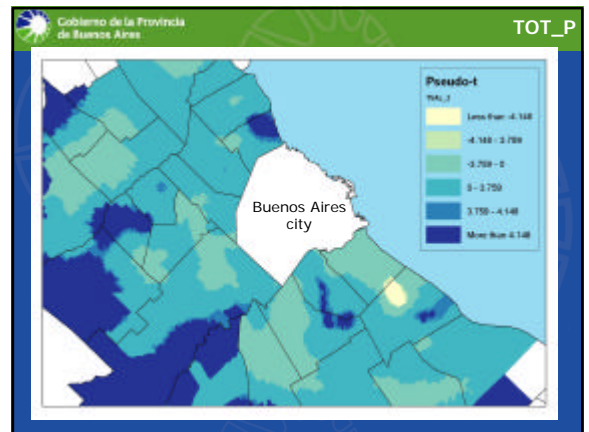 Gobierno de la Provincia
de Buenos Aires
TOT_P
Pseudo-t
TVAL_2
Less than -4.148
-4.148 - 3.759
-3.759 - 0
0 - 3.759
3.759 - 4.148
More than 4.148
Buenos Aires
city